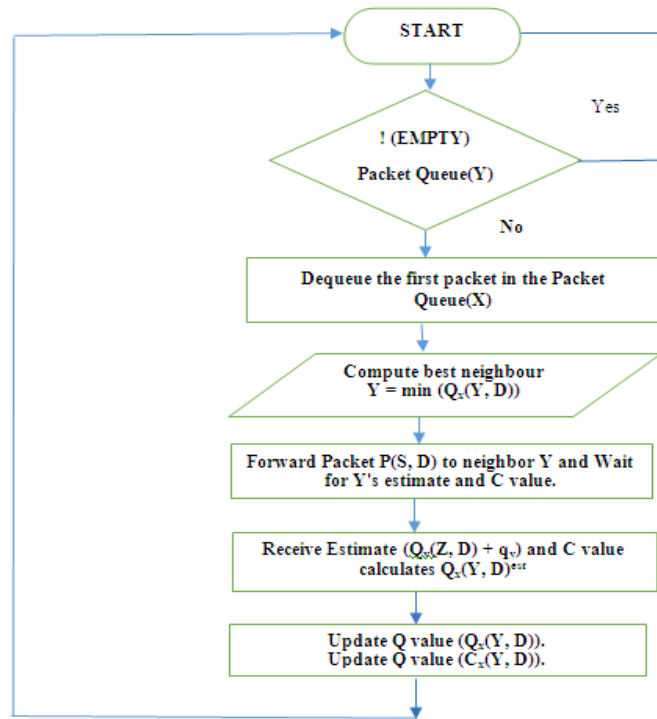 START
Yes
! (EMPTY)
Packet Queue(Y)
No
Dequeue the first packet in the Packet
Queue(X)
Compute best neighbour
Y = min (Qₓ(Y, D))
Forward Packet P(S, D) to neighbor Y and Wait
for Y's estimate and C value.
Receive Estimate (Qᵧ(Z, D) + qᵧ) and C value
calculates Qₓ(Y, D)ᵉˢᵗ
Update Q value (Qₓ(Y, D)).
Update Q value (Cₓ(Y, D)).